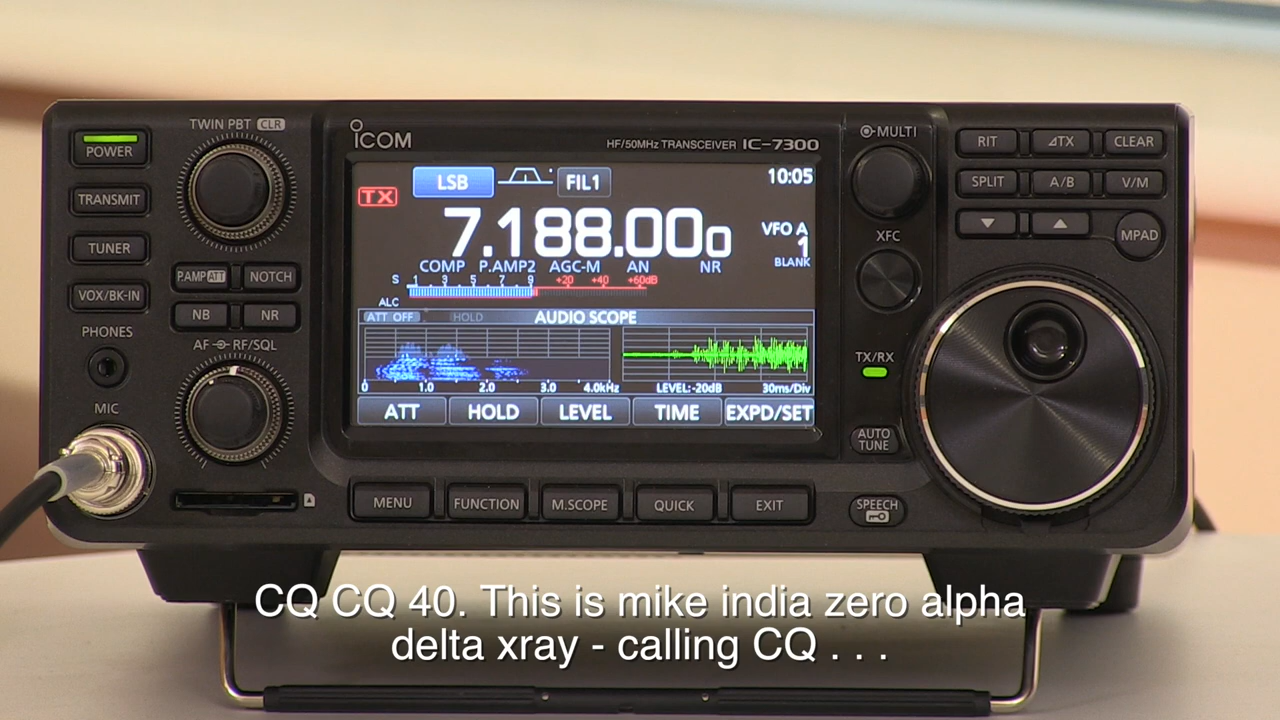 TWIN PBT CLR
POWER
TRANSMIT
TUNER
VOX/BK-IN
P.AMP ATT
NOTCH
NB
NR
PHONES
AF RF/SQL
MIC
ICOM
HF/50MHz TRANSCEIVER IC-7300
TX
LSB
FIL1
10:05
7.188.000
VFO A
1
BLANK
COMP P.AMP2 AGC-M AN NR
S 1 3 5 7 9 +20 +40 +60dB
ALC
ATT OFF HOLD AUDIO SCOPE
0 1.0 2.0 3.0 4.0kHz
LEVEL:-20dB 30ms/Div
ATT HOLD LEVEL TIME EXPD/SET
MENU FUNCTION M.SCOPE QUICK EXIT
MULTI
XFC
TX/RX
AUTO
TUNE
SPEECH
RIT ⊿TX CLEAR
SPLIT A/B V/M
▼ ▲
MPAD
CQ CQ 40. This is mike india zero alpha
delta xray - calling CQ . . .